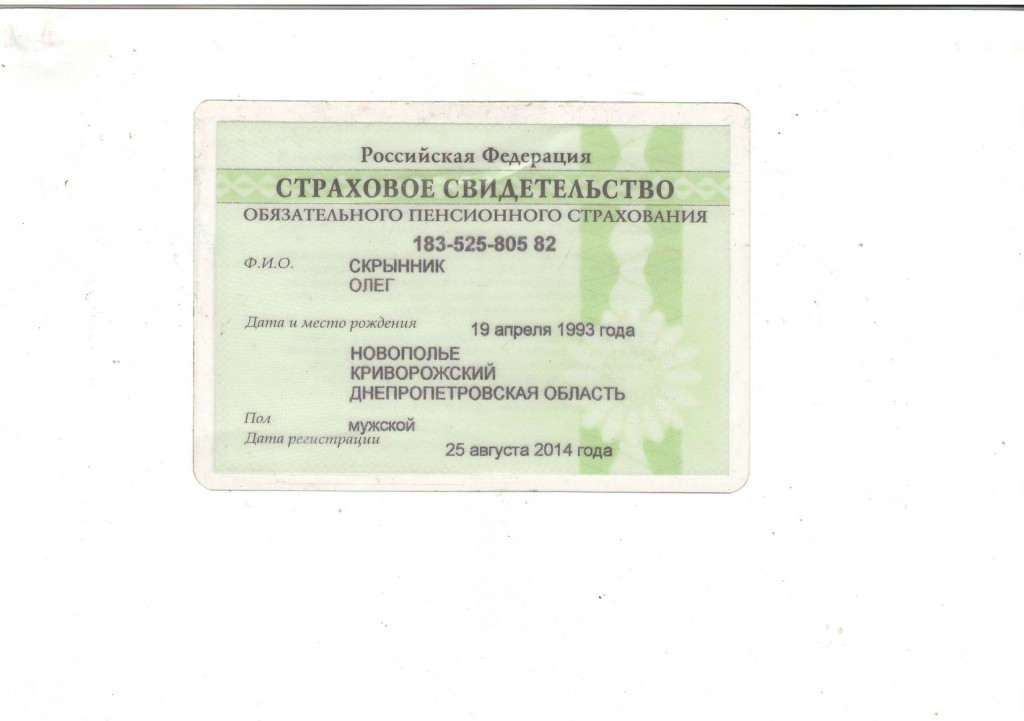 Российская Федерация
СТРАХОВОЕ СВИДЕТЕЛЬСТВО
ОБЯЗАТЕЛЬНОГО ПЕНСИОННОГО СТРАХОВАНИЯ
183-525-805 82
Ф.И.О. СКРЫННИК
ОЛЕГ
Дата и место рождения 19 апреля 1993 года
НОВОПОЛЬЕ
КРИВОРОЖСКИЙ
ДНЕПРОПЕТРОВСКАЯ ОБЛАСТЬ
Пол мужской
Дата регистрации 25 августа 2014 года